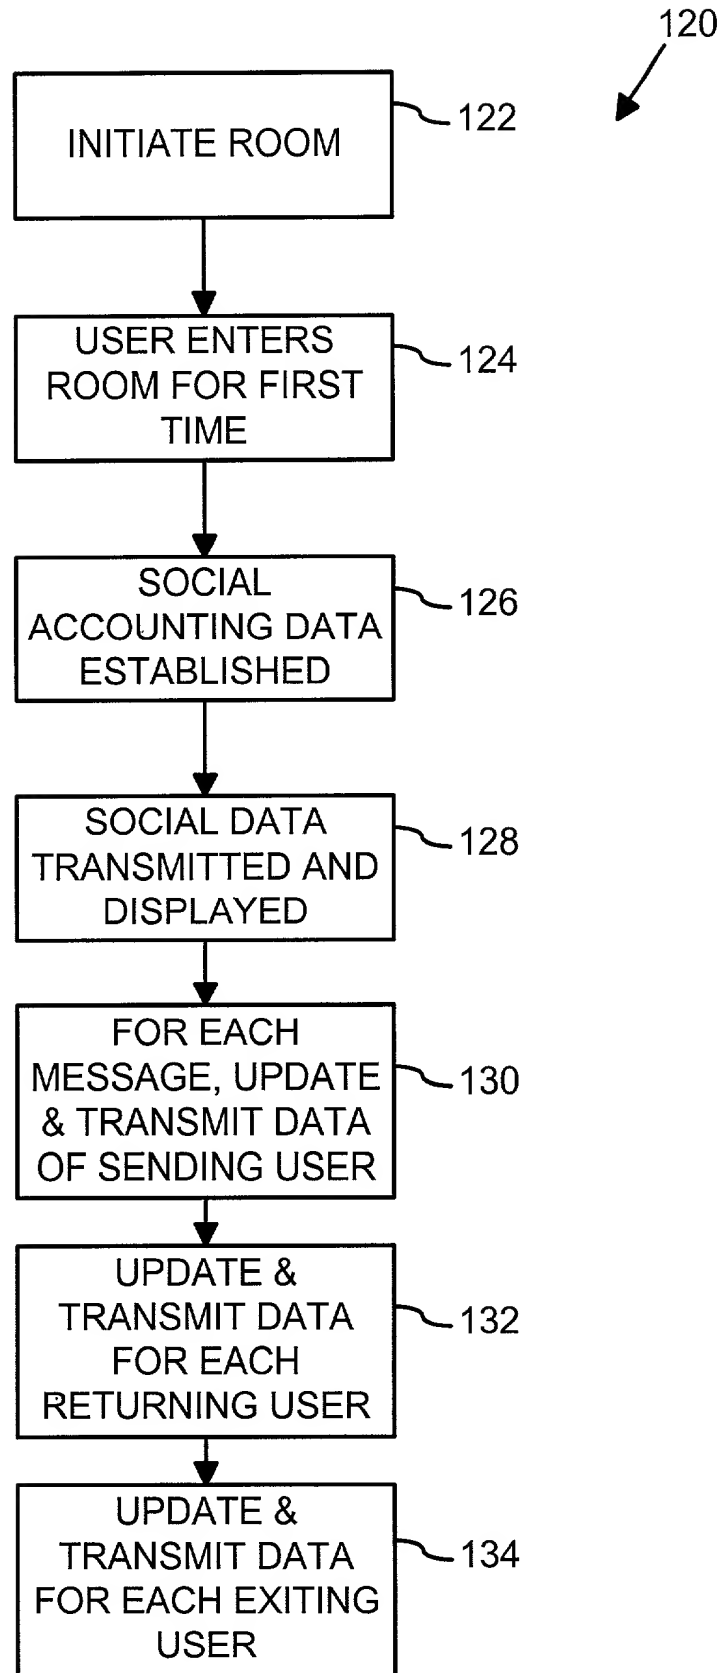 120
INITIATE ROOM
122
USER ENTERS
ROOM FOR FIRST
TIME
124
SOCIAL
ACCOUNTING DATA
ESTABLISHED
126
SOCIAL DATA
TRANSMITTED AND
DISPLAYED
128
FOR EACH
MESSAGE, UPDATE
& TRANSMIT DATA
OF SENDING USER
130
UPDATE &
TRANSMIT DATA
FOR EACH
RETURNING USER
132
UPDATE &
TRANSMIT DATA
FOR EACH EXITING
USER
134